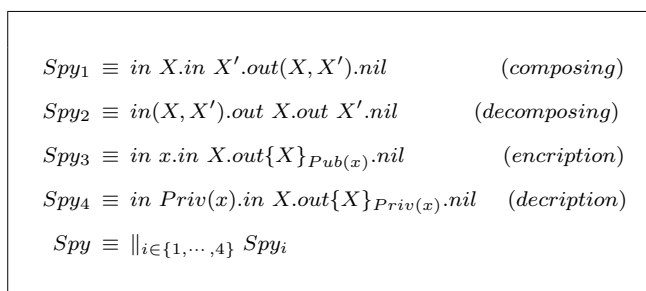 Spy₁ ≡ in X.in X′.out(X, X′).nil (composing)
Spy₂ ≡ in(X, X′).out X.out X′.nil (decomposing)
Spy₃ ≡ in x.in X.out{X}_{Pub(x)}.nil (encription)
Spy₄ ≡ in Priv(x).in X.out{X}_{Priv(x)}.nil (decription)
Spy ≡ ∥_{i∈{1,⋯,4}} Spy_i